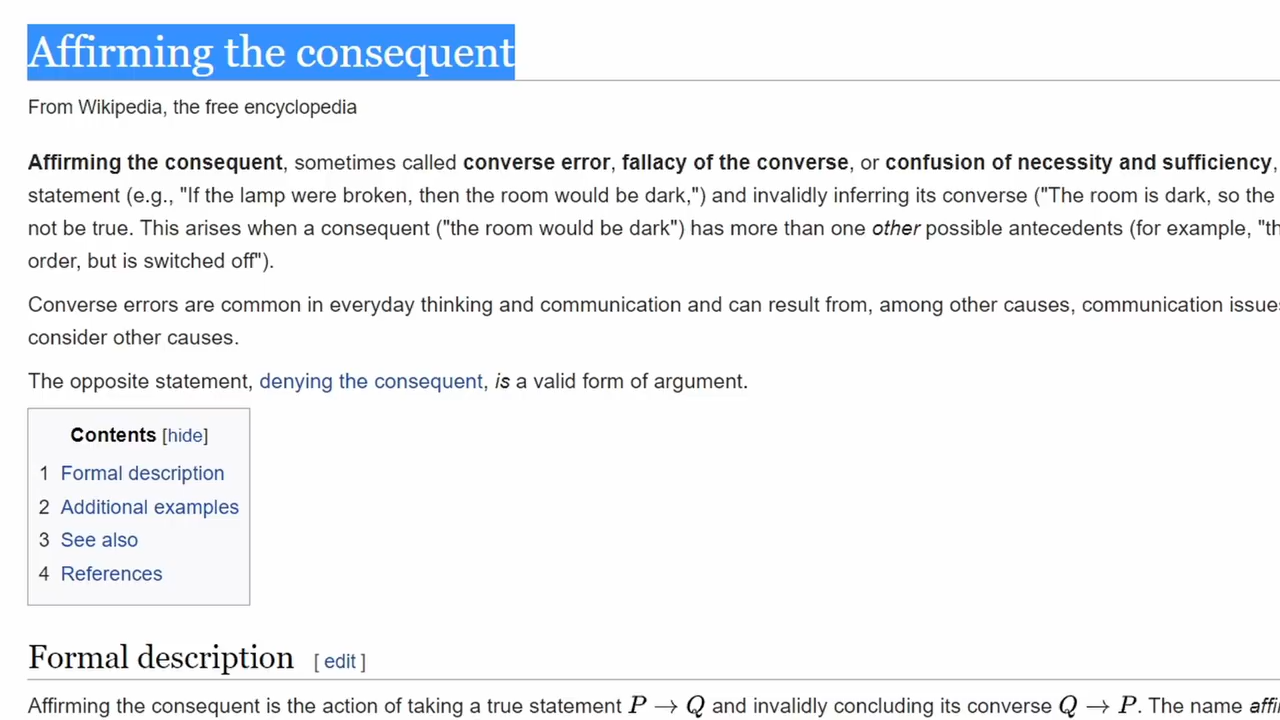 Affirming the consequent
From Wikipedia, the free encyclopedia
Affirming the consequent, sometimes called converse error, fallacy of the converse, or confusion of necessity and sufficiency,
statement (e.g., "If the lamp were broken, then the room would be dark,") and invalidly inferring its converse ("The room is dark, so the
not be true. This arises when a consequent ("the room would be dark") has more than one other possible antecedents (for example, "th
order, but is switched off").
Converse errors are common in everyday thinking and communication and can result from, among other causes, communication issues
consider other causes.
The opposite statement, denying the consequent, is a valid form of argument.
Contents [hide]
1 Formal description
2 Additional examples
3 See also
4 References
Formal description [ edit ]
Affirming the consequent is the action of taking a true statement P → Q and invalidly concluding its converse Q → P. The name affi